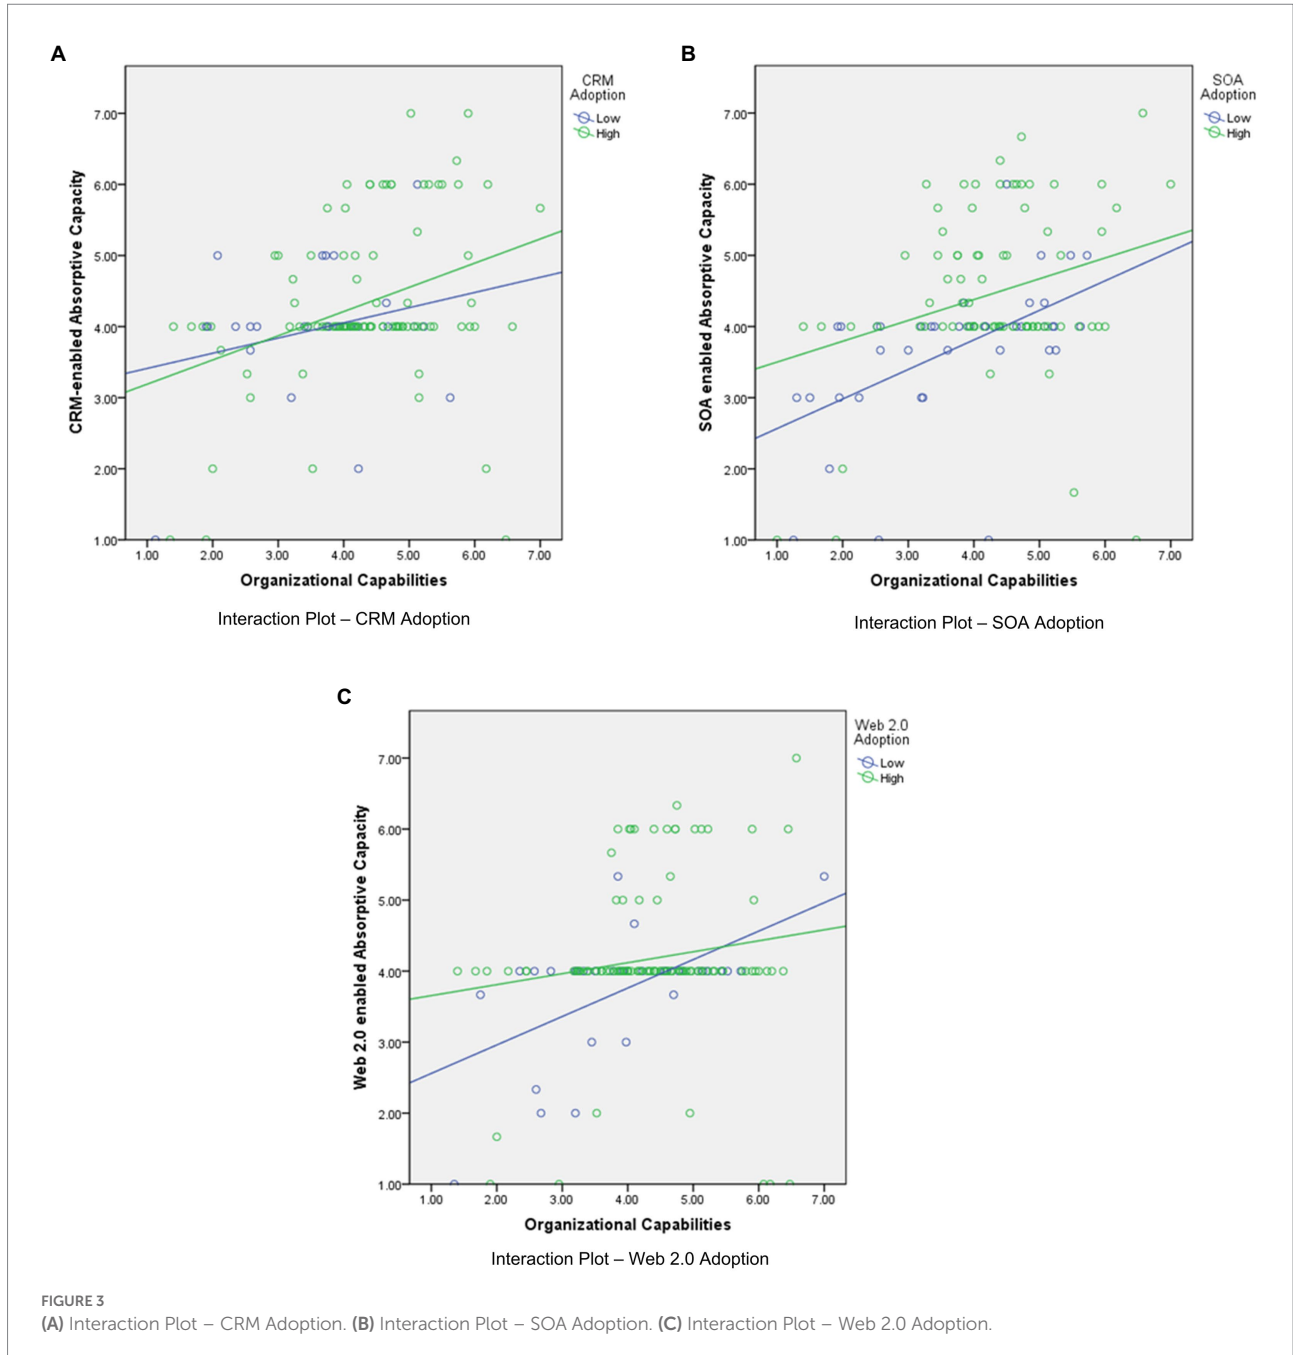 A
CRM
Adoption
Low
High
7.00
6.00
5.00
4.00
3.00
2.00
1.00
CRM-enabled Absorptive Capacity
1.00 2.00 3.00 4.00 5.00 6.00 7.00
Organizational Capabilities
Interaction Plot – CRM Adoption
B
SOA
Adoption
Low
High
7.00
6.00
5.00
4.00
3.00
2.00
1.00
SOA enabled Absorptive Capacity
1.00 2.00 3.00 4.00 5.00 6.00 7.00
Organizational Capabilities
Interaction Plot – SOA Adoption
C
Web 2.0
Adoption
Low
High
7.00
6.00
5.00
4.00
3.00
2.00
1.00
Web 2.0 enabled Absorptive Capacity
1.00 2.00 3.00 4.00 5.00 6.00 7.00
Organizational Capabilities
Interaction Plot – Web 2.0 Adoption
FIGURE 3
(A) Interaction Plot – CRM Adoption. (B) Interaction Plot – SOA Adoption. (C) Interaction Plot – Web 2.0 Adoption.